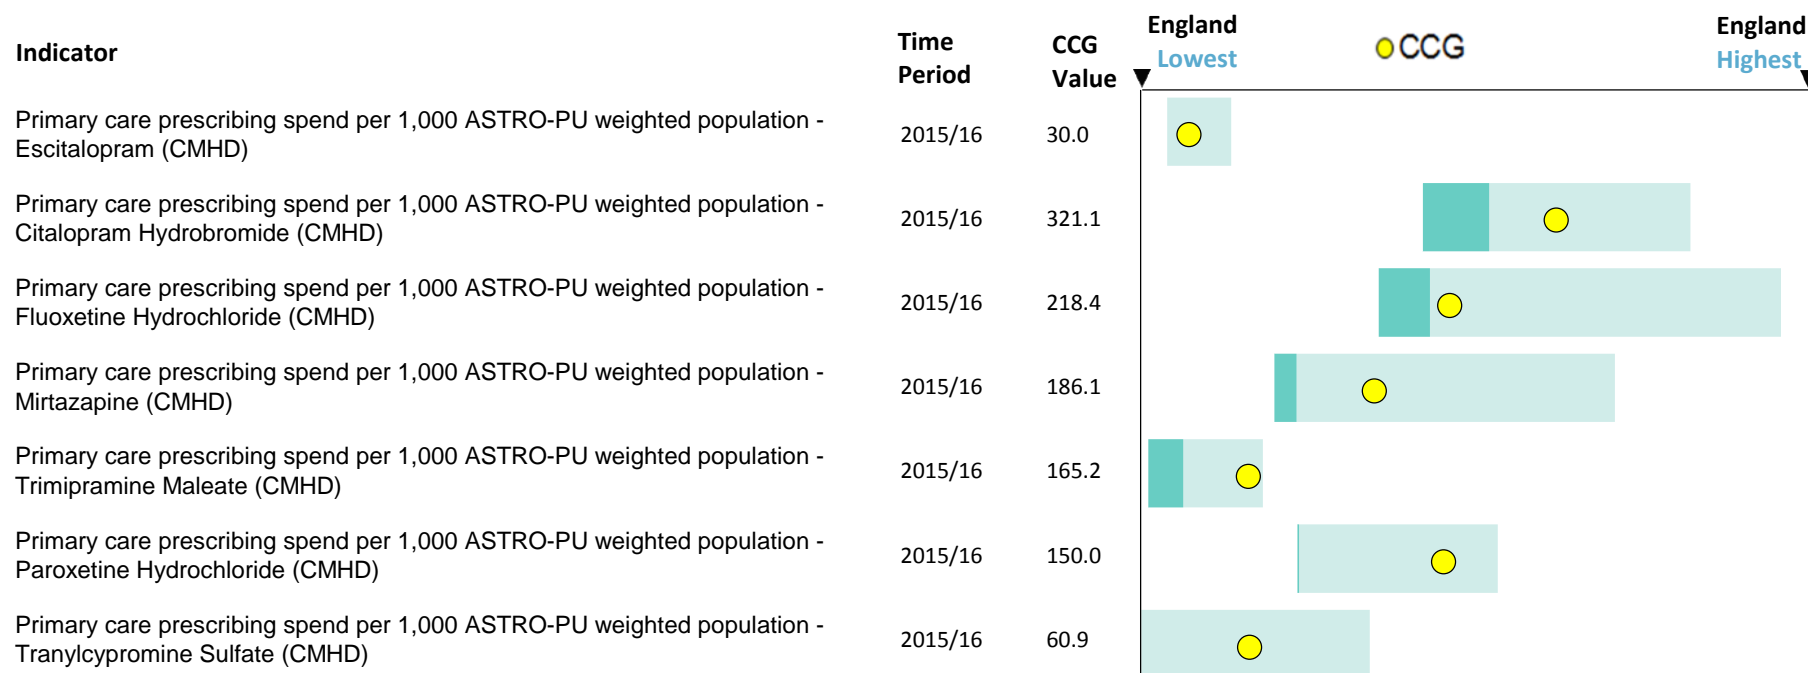 Indicator
Time
Period
CCG
Value
England
Lowest
CCG
England
Highest
Primary care prescribing spend per 1,000 ASTRO-PU weighted population -
Escitalopram (CMHD)
2015/16
30.0
Primary care prescribing spend per 1,000 ASTRO-PU weighted population -
Citalopram Hydrobromide (CMHD)
2015/16
321.1
Primary care prescribing spend per 1,000 ASTRO-PU weighted population -
Fluoxetine Hydrochloride (CMHD)
2015/16
218.4
Primary care prescribing spend per 1,000 ASTRO-PU weighted population -
Mirtazapine (CMHD)
2015/16
186.1
Primary care prescribing spend per 1,000 ASTRO-PU weighted population -
Trimipramine Maleate (CMHD)
2015/16
165.2
Primary care prescribing spend per 1,000 ASTRO-PU weighted population -
Paroxetine Hydrochloride (CMHD)
2015/16
150.0
Primary care prescribing spend per 1,000 ASTRO-PU weighted population -
Tranylcypromine Sulfate (CMHD)
2015/16
60.9